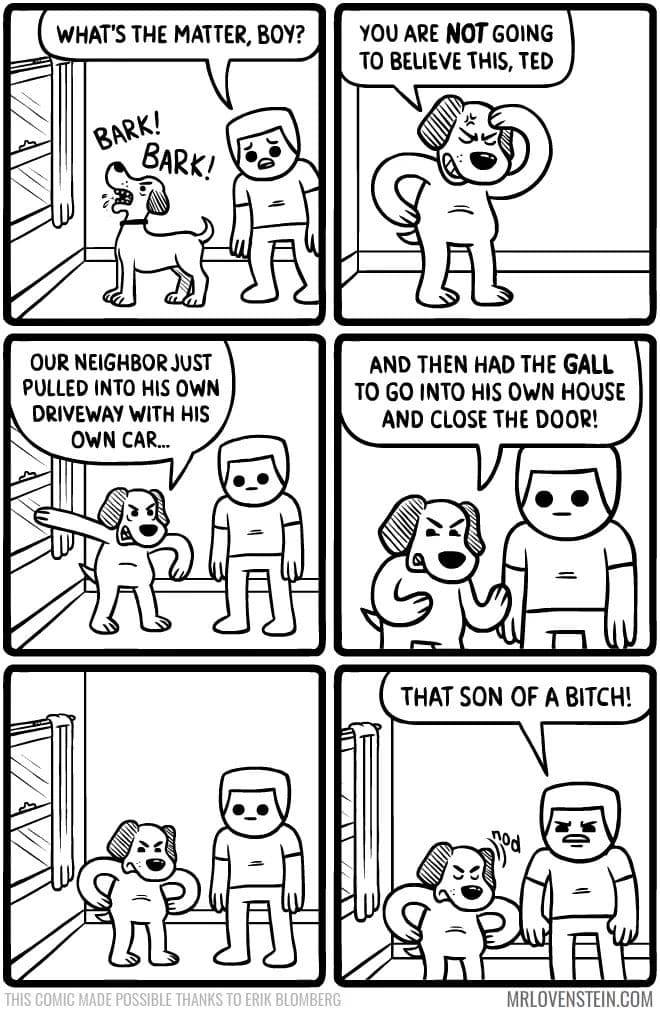 WHAT'S THE MATTER, BOY?
BARK!
BARK!
YOU ARE NOT GOING
TO BELIEVE THIS, TED
OUR NEIGHBOR JUST
PULLED INTO HIS OWN
DRIVEWAY WITH HIS
OWN CAR...
AND THEN HAD THE GALL
TO GO INTO HIS OWN HOUSE
AND CLOSE THE DOOR!
THAT SON OF A BITCH!
nod
THIS COMIC MADE POSSIBLE THANKS TO ERIK BLOMBERG
MRLOVENSTEIN.COM